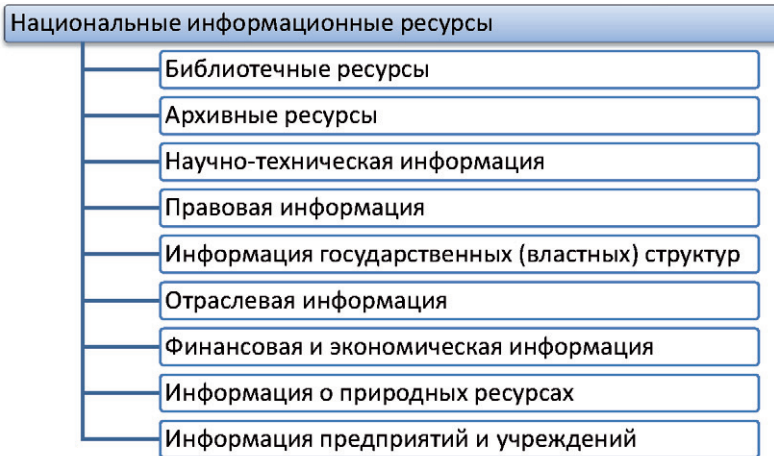 Национальные информационные ресурсы
Библиотечные ресурсы
Архивные ресурсы
Научно-техническая информация
Правовая информация
Информация государственных (властных) структур
Отраслевая информация
Финансовая и экономическая информация
Информация о природных ресурсах
Информация предприятий и учреждений